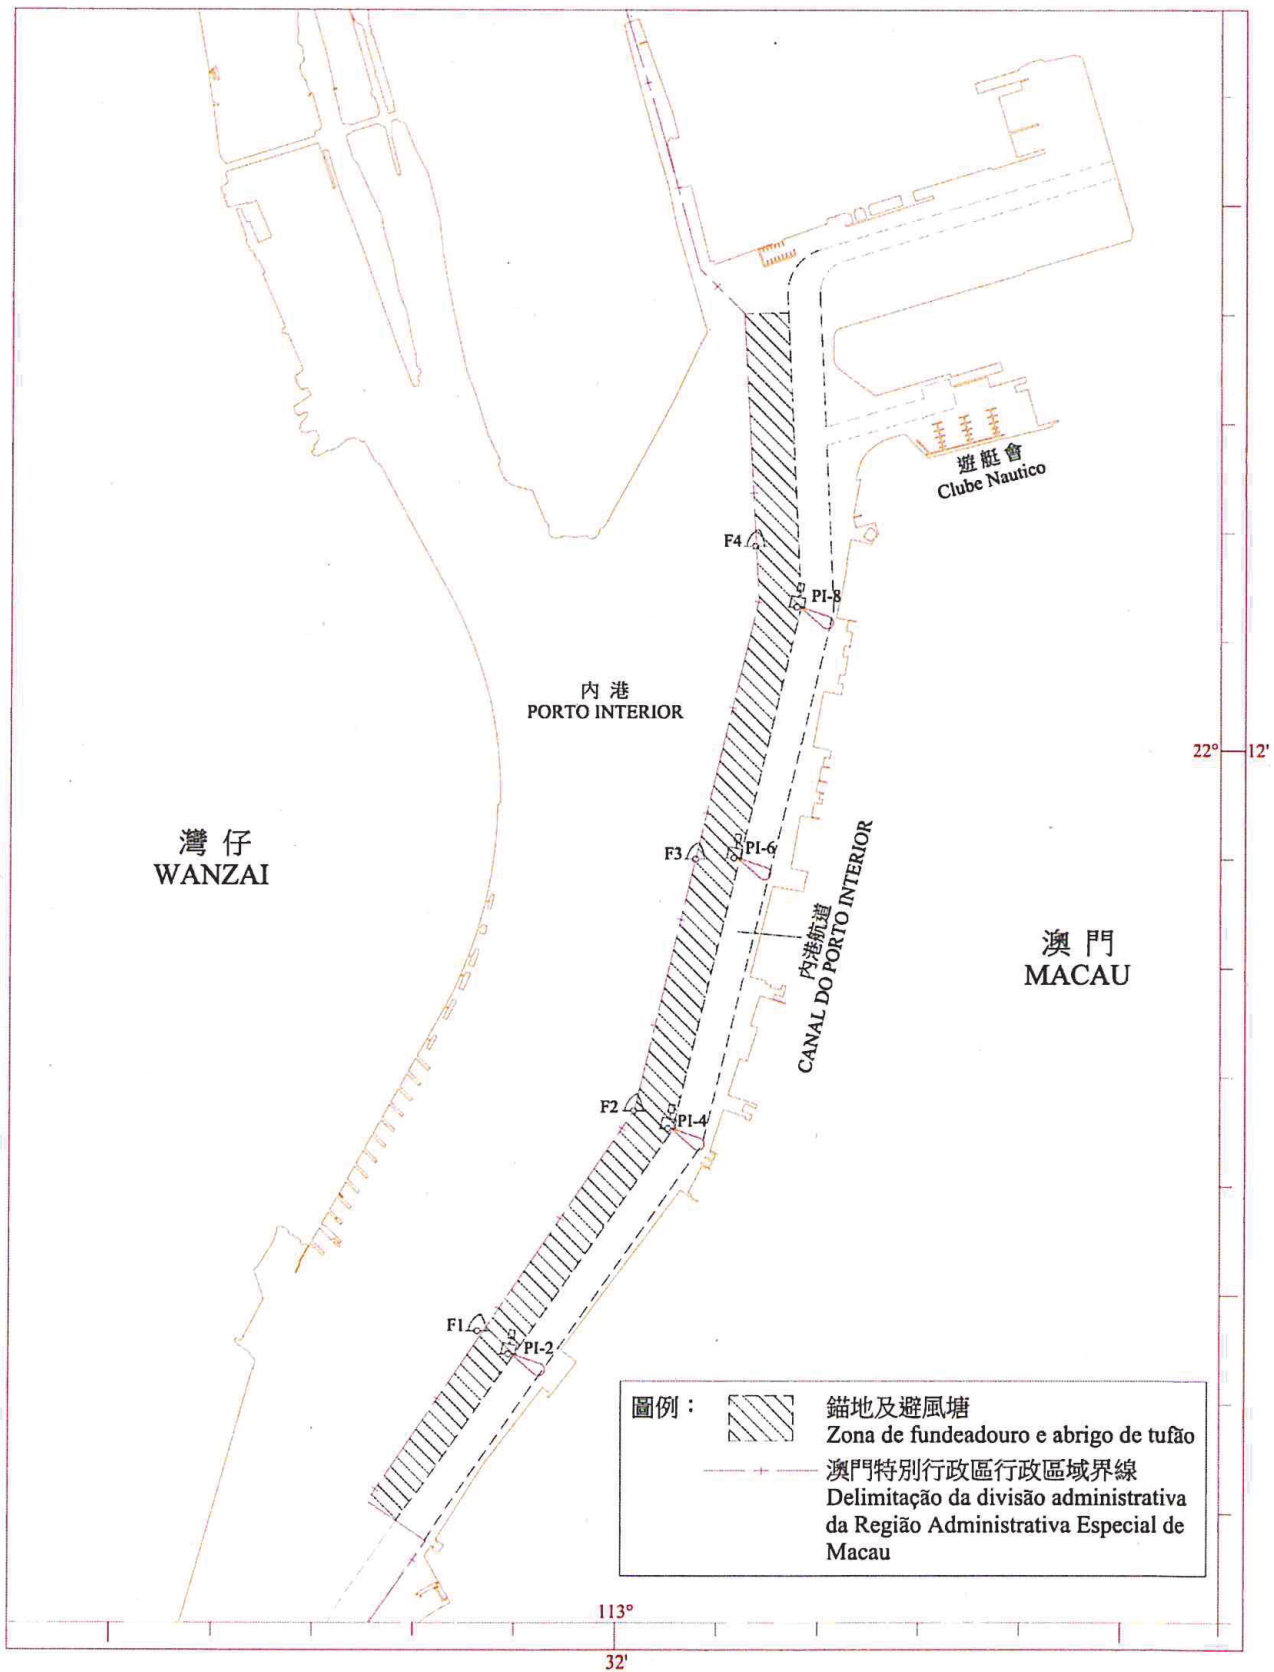 遊艇會
Clube Nautico
F4
PI-8
內港
PORTO INTERIOR
22° 12'
灣仔
WANZAI
F3
PI-6
內港航道
CANAL DO PORTO INTERIOR
澳門
MACAU
F2
PI-4
F1
PI-2
圖例：
錨地及避風塘
Zona de fundeadouro e abrigo de tufão
澳門特別行政區行政區域界線
Delimitação da divisão administrativa
da Região Administrativa Especial de
Macau
113°
32'